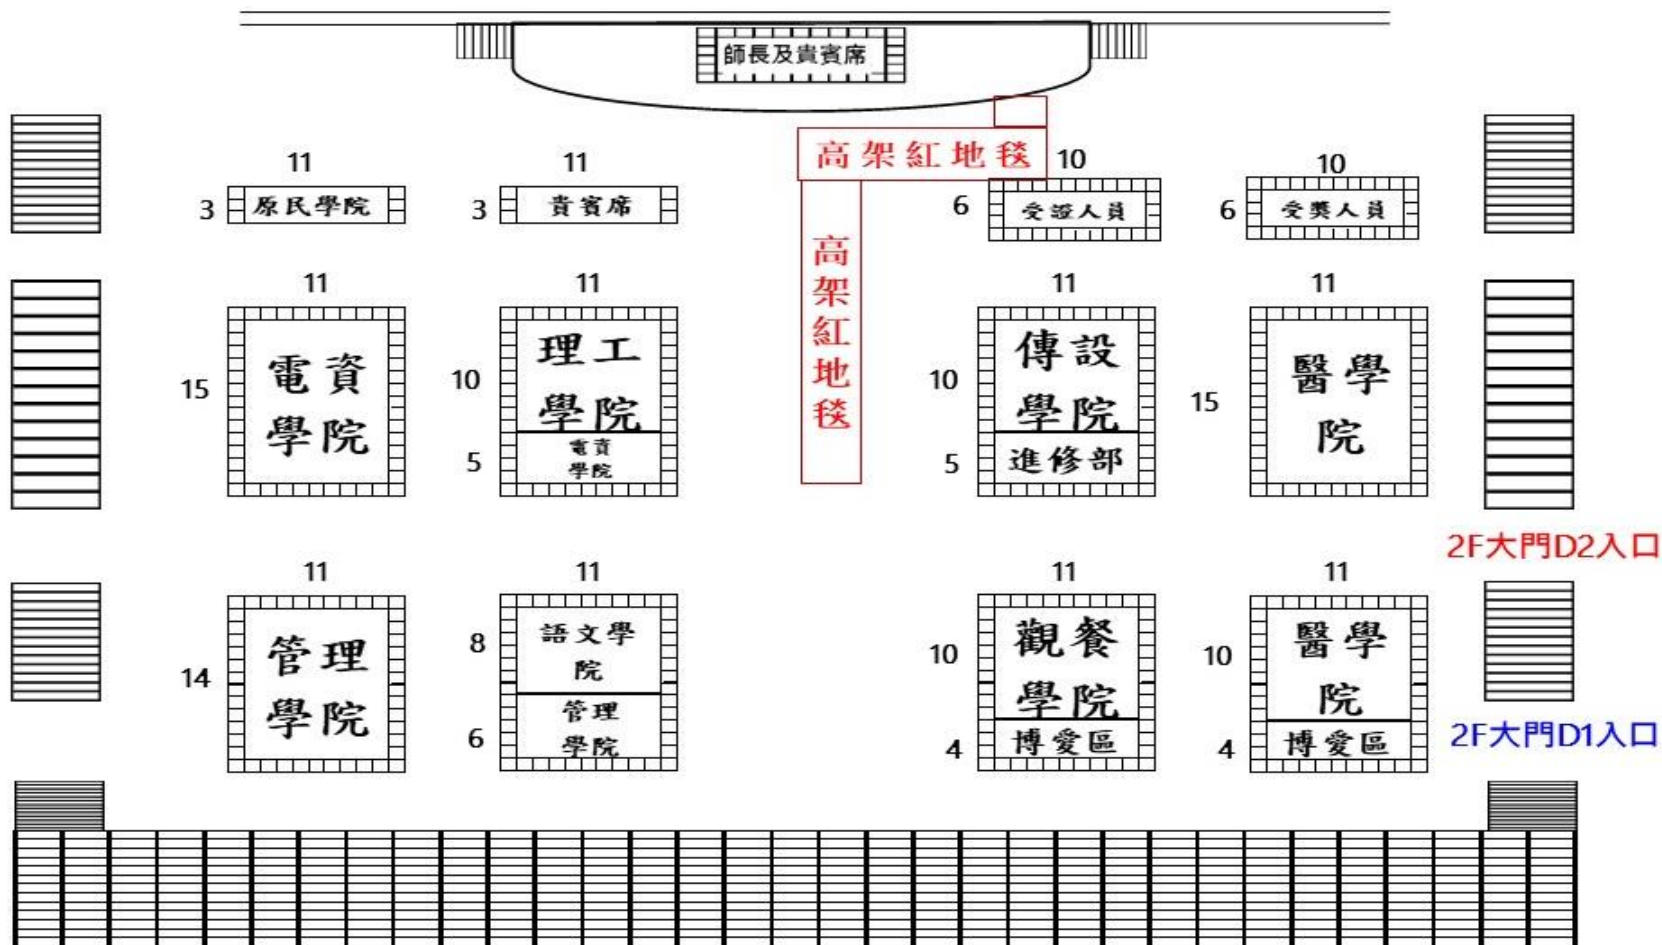 師長及貴賓席
高架紅地毯
高架紅地毯
11
3
原民學院
11
3
貴賓席
10
6
受證人員
10
6
受獎人員
11
15
電資
學院
11
10
理工
學院
5
電資
學院
11
10
傳設
學院
5
進修部
11
15
醫學
院
2F大門D2入口
11
14
管理
學院
11
8
語文學
院
6
管理
學院
11
10
觀餐
學院
4
博愛區
11
10
醫學
院
4
博愛區
2F大門D1入口